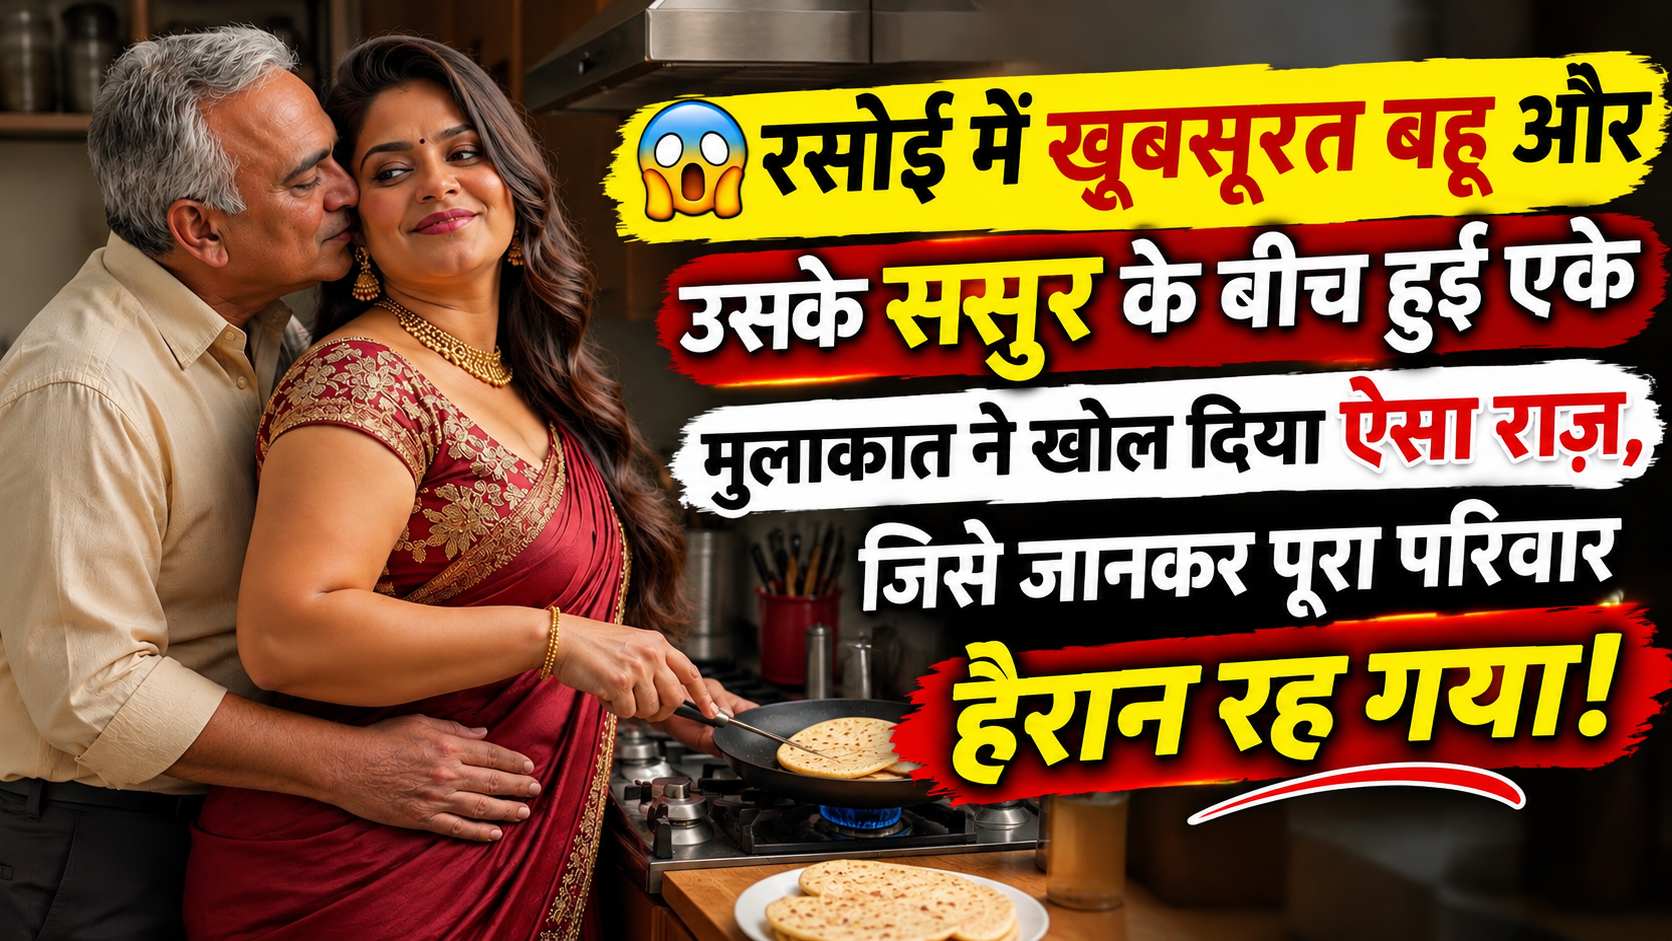 रसोई में खूबसूरत बहू और
उसके ससुर के बीच हुई एके
मुलाकात ने खोल दिया ऐसा राज़,
जिसे जानकर पूरा परिवार
हैरान रह गया!